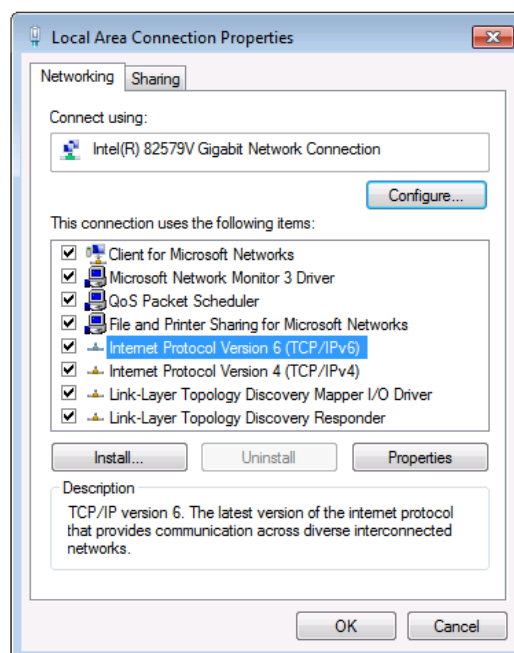 Local Area Connection Properties
Networking
Sharing
Connect using:
Intel(R) 82579V Gigabit Network Connection
Configure...
This connection uses the following items:
Client for Microsoft Networks
Microsoft Network Monitor 3 Driver
QoS Packet Scheduler
File and Printer Sharing for Microsoft Networks
Internet Protocol Version 6 (TCP/IPv6)
Internet Protocol Version 4 (TCP/IPv4)
Link-Layer Topology Discovery Mapper I/O Driver
Link-Layer Topology Discovery Responder
Install...
Uninstall
Properties
Description
TCP/IP version 6. The latest version of the internet protocol
that provides communication across diverse interconnected
networks.
OK
Cancel